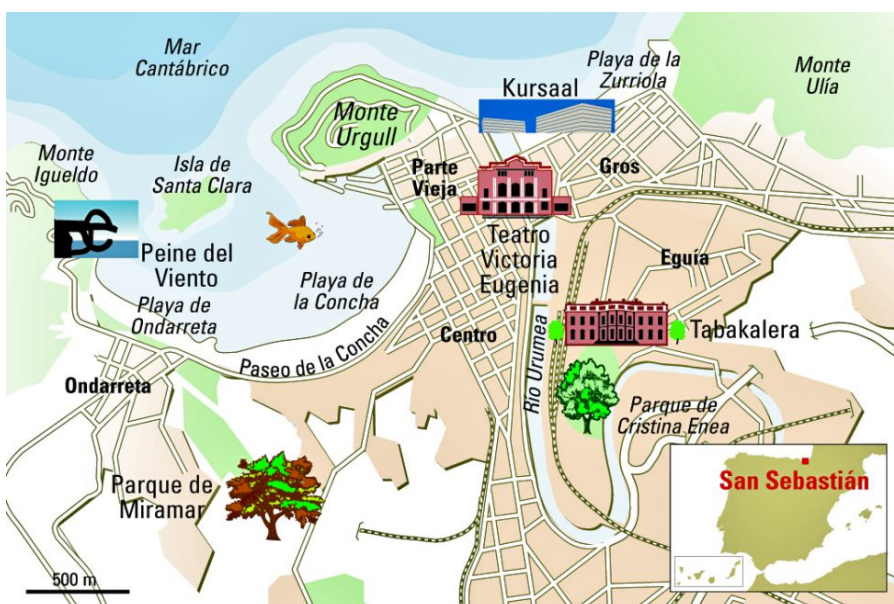 Mar
Cantábrico
Playa de la
Zurriola
Kursaal
Monte
Ulía
Monte
Urgull
Monte
Igueldo
Isla de
Santa Clara
Parte
Vieja
Gros
Peine del
Viento
Teatro
Victoria
Eugenia
Eguía
Playa de
la Concha
Playa de
Ondarreta
Centro
Tabakalera
Paseo de la Concha
Río Urumea
Ondarreta
Parque de
Cristina Enea
Parque de
Miramar
San Sebastián
500 m